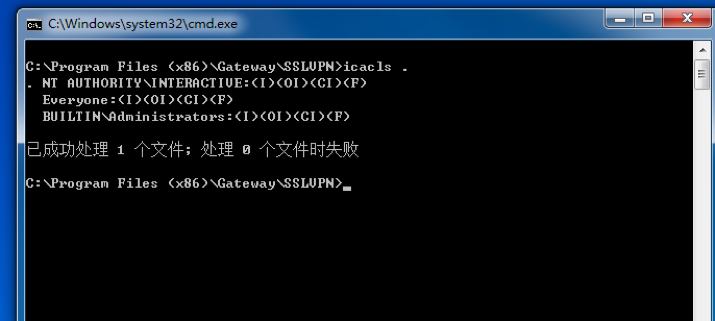 C:\Windows\system32\cmd.exe
C:\Program Files (x86)\Gateway\SSLVPN>icacls .
. NT AUTHORITY\INTERACTIVE:(I)(OI)(CI)(F)
  Everyone:(I)(OI)(CI)(F)
  BUILTIN\Administrators:(I)(OI)(CI)(F)
已成功处理 1 个文件; 处理 0 个文件时失败
C:\Program Files (x86)\Gateway\SSLVPN>